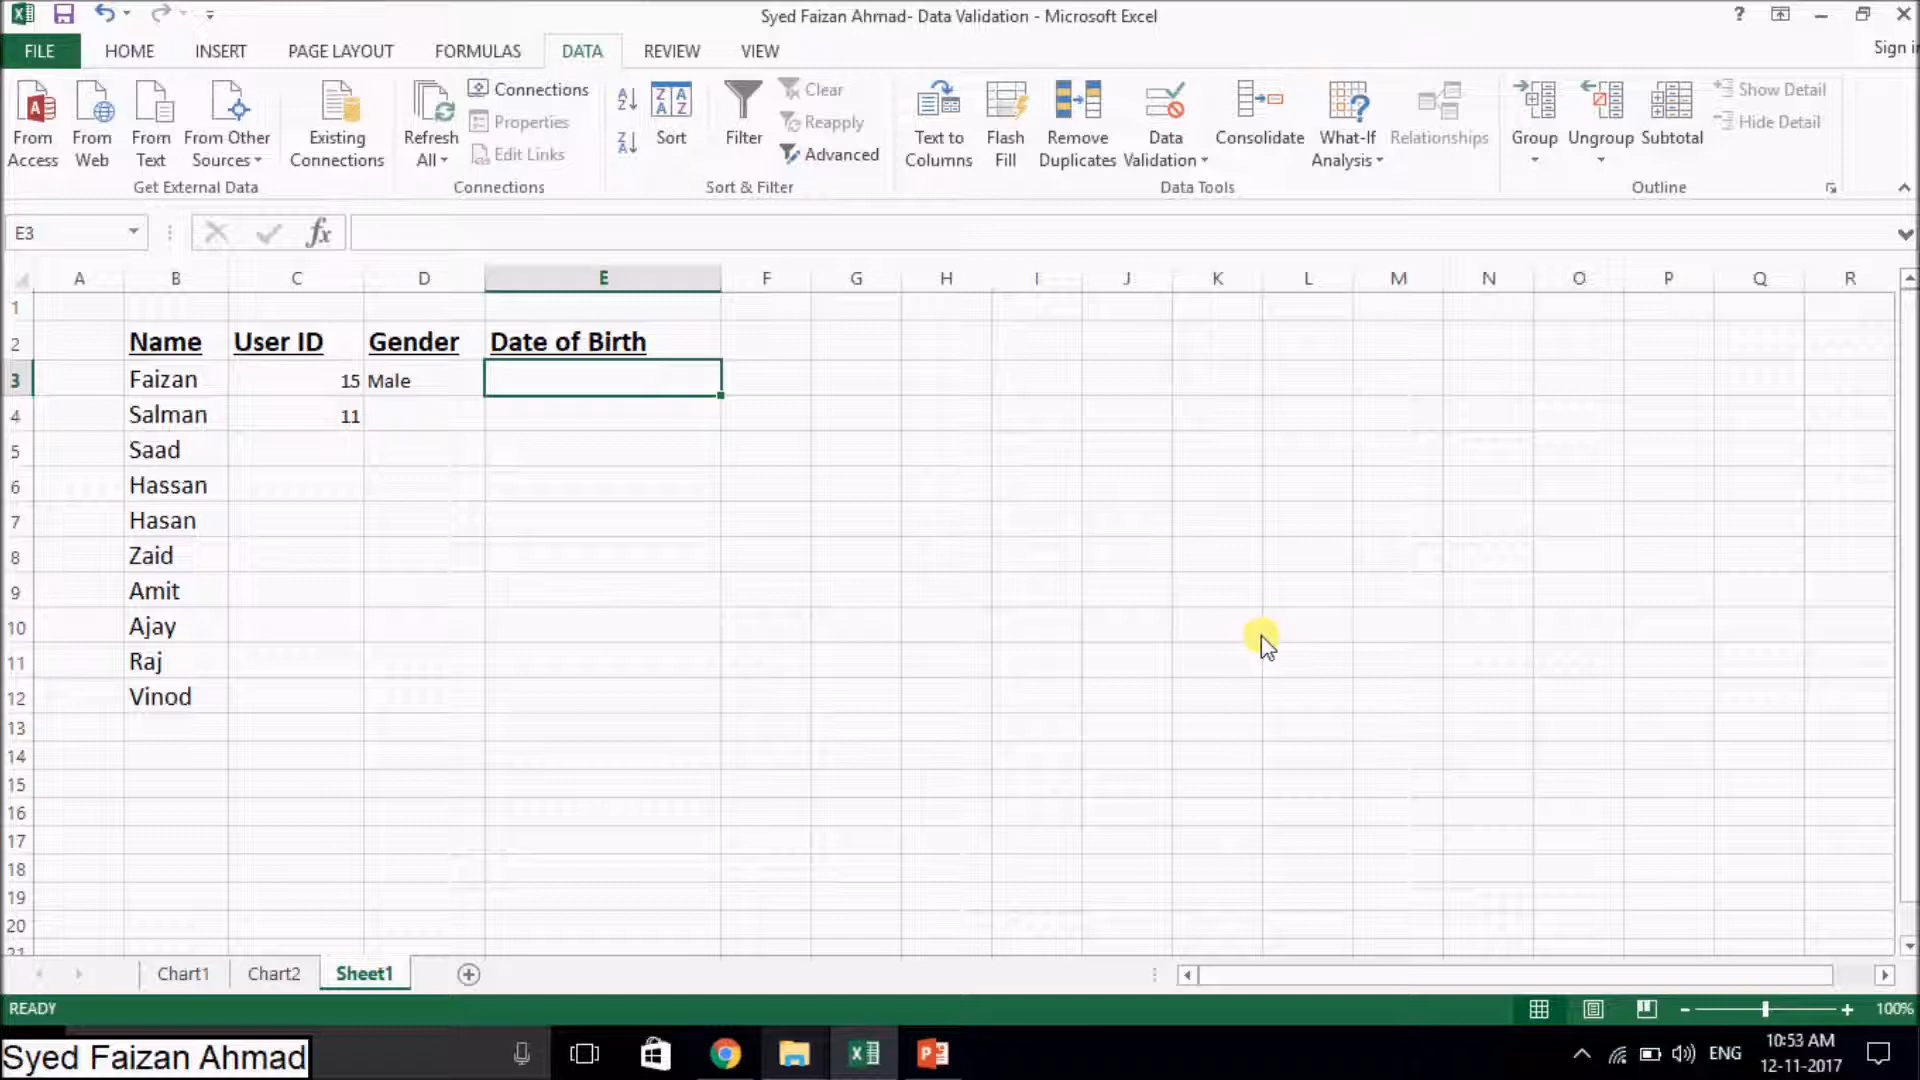 Syed Faizan Ahmad- Data Validation - Microsoft Excel
?
FILE HOME INSERT PAGE LAYOUT FORMULAS DATA REVIEW VIEW
From Access
From Web
From Text
From Other Sources
Existing Connections
Get External Data
Refresh All
Connections
Properties
Edit Links
Connections
Sort
Filter
Clear
Reapply
Advanced
Sort & Filter
Text to Columns
Flash Fill
Remove Duplicates
Data Validation
Consolidate
What-If Analysis
Relationships
Data Tools
Group
Ungroup
Subtotal
Show Detail
Hide Detail
Outline
E3 fx
A B C D E F G H I J K L M N O P Q R
1
2 Name User ID Gender Date of Birth
3 Faizan 15 Male
4 Salman 11
5 Saad
6 Hassan
7 Hasan
8 Zaid
9 Amit
10 Ajay
11 Raj
12 Vinod
13
14
15
16
17
18
19
20
Chart1 Chart2 Sheet1
READY 100%
Syed Faizan Ahmad
ENG
10:53 AM
12-11-2017